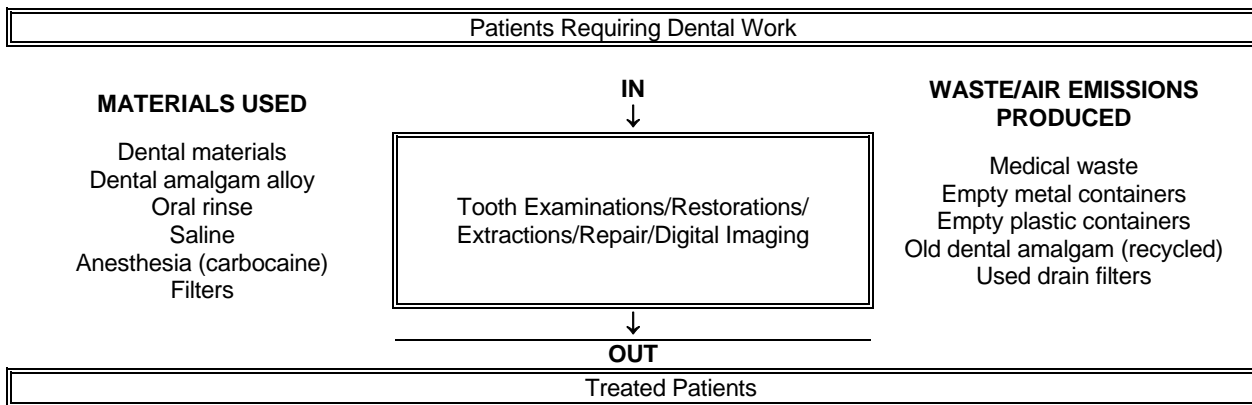 Patients Requiring Dental Work
MATERIALS USED
Dental materials
Dental amalgam alloy
Oral rinse
Saline
Anesthesia (carbocaine)
Filters
IN
↓
Tooth Examinations/Restorations/
Extractions/Repair/Digital Imaging
↓
OUT
WASTE/AIR EMISSIONS
PRODUCED
Medical waste
Empty metal containers
Empty plastic containers
Old dental amalgam (recycled)
Used drain filters
Treated Patients